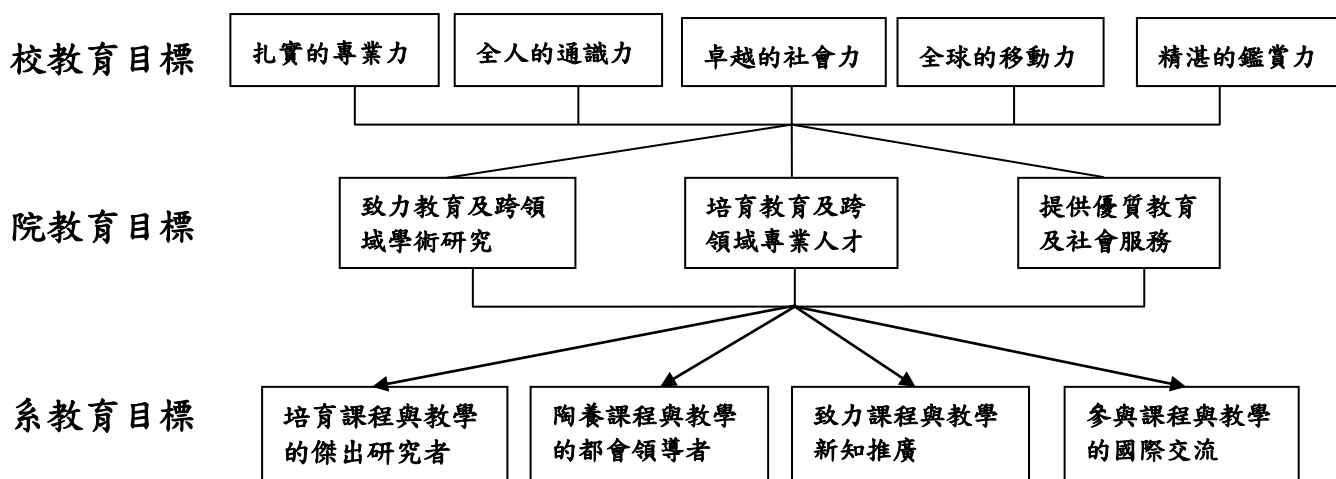 校教育目標
扎實的專業力
全人的通識力
卓越的社會力
全球的移動力
精湛的鑑賞力
院教育目標
致力教育及跨領
域學術研究
培育教育及跨
領域專業人才
提供優質教育
及社會服務
系教育目標
培育課程與教學
的傑出研究者
陶養課程與教學
的都會領導者
致力課程與教學
新知推廣
參與課程與教學
的國際交流